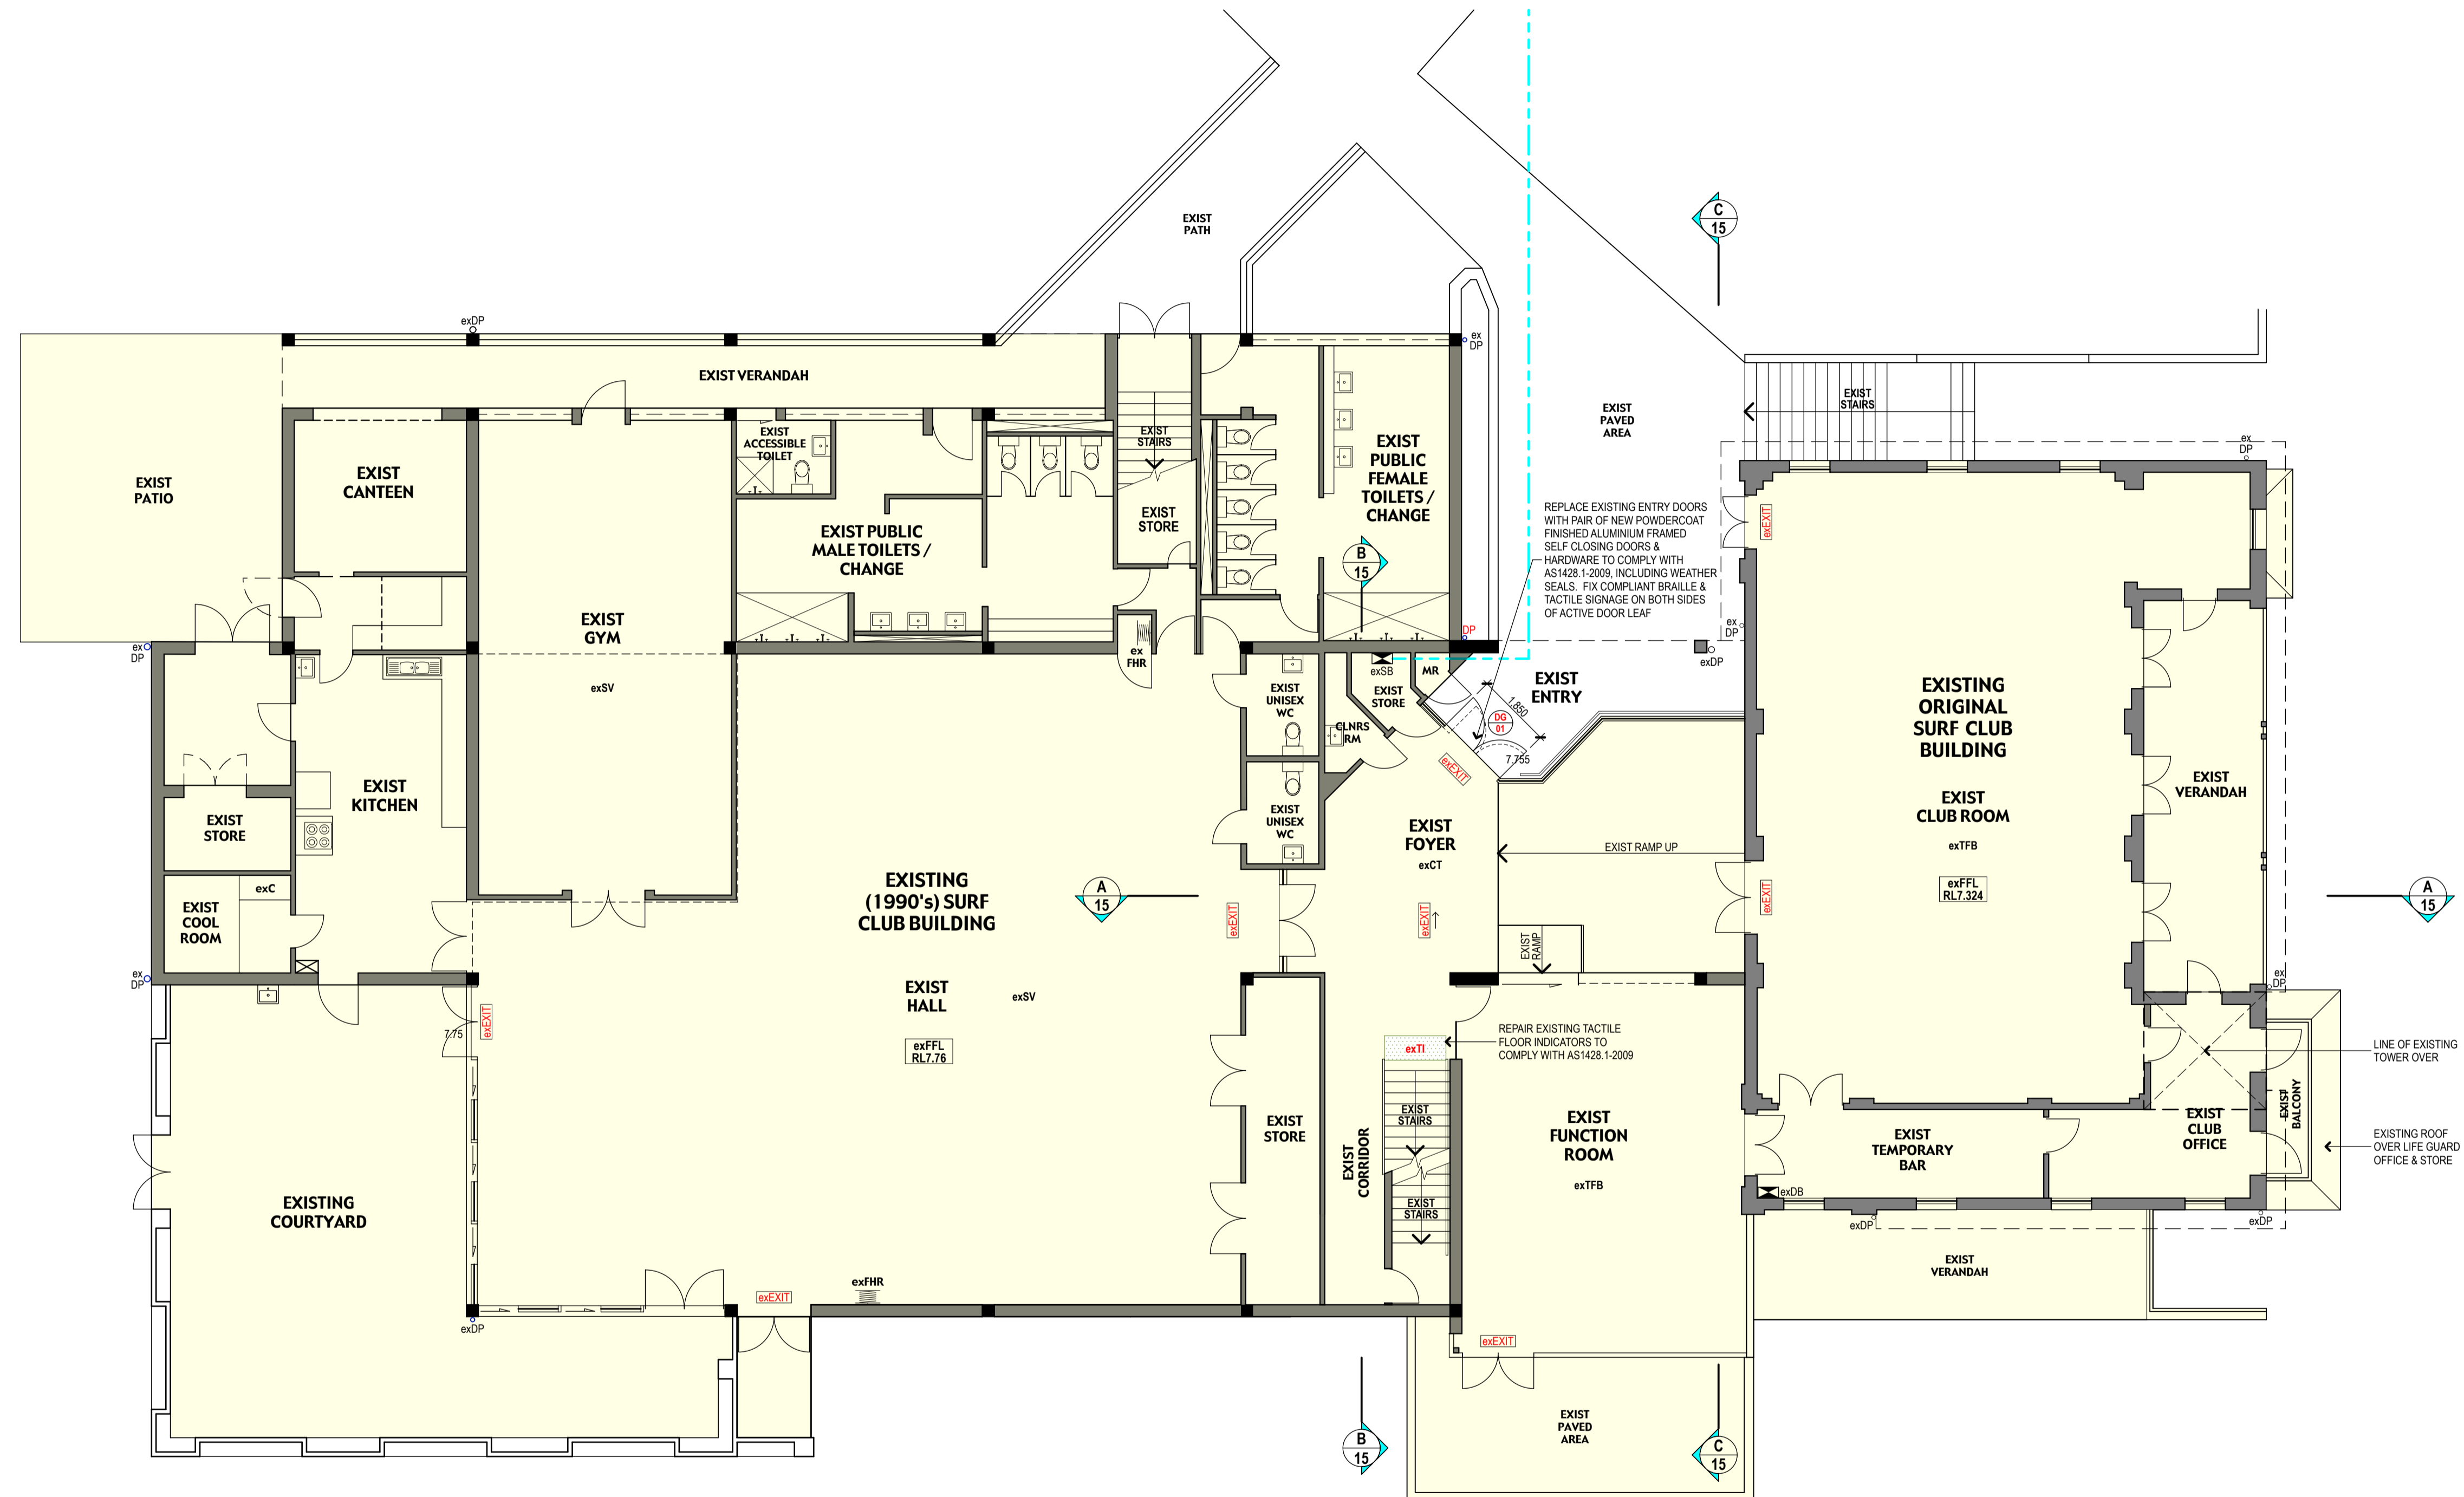 C
15
EXIST
PATH
exDP
ex
DP
EXIST VERANDAH
EXIST
PATIO
EXIST
CANTEEN
EXIST
ACCESSIBLE
TOILET
EXIST
STAIRS
EXIST
STORE
EXIST PUBLIC
MALE TOILETS /
CHANGE
EXIST
PUBLIC
FEMALE
TOILETS /
CHANGE
B
15
EXIST
PAVED
AREA
EXIST
STAIRS
ex
DP
REPLACE EXISTING ENTRY DOORS
WITH PAIR OF NEW POWDERCOAT
FINISHED ALUMINIUM FRAMED
SELF CLOSING DOORS &
HARDWARE TO COMPLY WITH
AS1428.1-2009, INCLUDING WEATHER
SEALS. FIX COMPLIANT BRAILLE &
TACTILE SIGNAGE ON BOTH SIDES
OF ACTIVE DOOR LEAF
exEXIT
EXIST
GYM
exSV
ex
DP
ex
FHR
DP
ex
DP
exDP
EXIST
UNISEX
WC
exSB
MR
EXIST
STORE
CLNRS
RM
EXIST
ENTRY
1,850
DG
01
7.755
exEXIT
EXISTING
ORIGINAL
SURF CLUB
BUILDING
EXIST
CLUB ROOM
exTFB
exFFL
RL7.324
EXIST
VERANDAH
EXIST
KITCHEN
EXIST
STORE
exC
EXIST
COOL
ROOM
ex
DP
EXIST
UNISEX
WC
EXIST
FOYER
exCT
EXIST RAMP UP
EXISTING
(1990's) SURF
CLUB BUILDING
A
15
exEXIT
exEXIT
exEXIT
A
15
EXIST
RAMP
EXIST
HALL
exSV
exFFL
RL7.76
7.75
exEXIT
ex
DP
REPAIR EXISTING TACTILE
FLOOR INDICATORS TO
COMPLY WITH AS1428.1-2009
exTI
LINE OF EXISTING
TOWER OVER
EXIST
STORE
EXIST
CORRIDOR
EXIST
STAIRS
EXIST
STAIRS
EXIST
FUNCTION
ROOM
exTFB
EXIST
TEMPORARY
BAR
EXIST
CLUB
OFFICE
EXIST
BALCONY
EXISTING ROOF
OVER LIFE GUARD
OFFICE & STORE
exDB
exDP
exDP
EXISTING
COURTYARD
EXIST
VERANDAH
exFHR
exEXIT
exDP
exEXIT
EXIST
PAVED
AREA
B
15
C
15